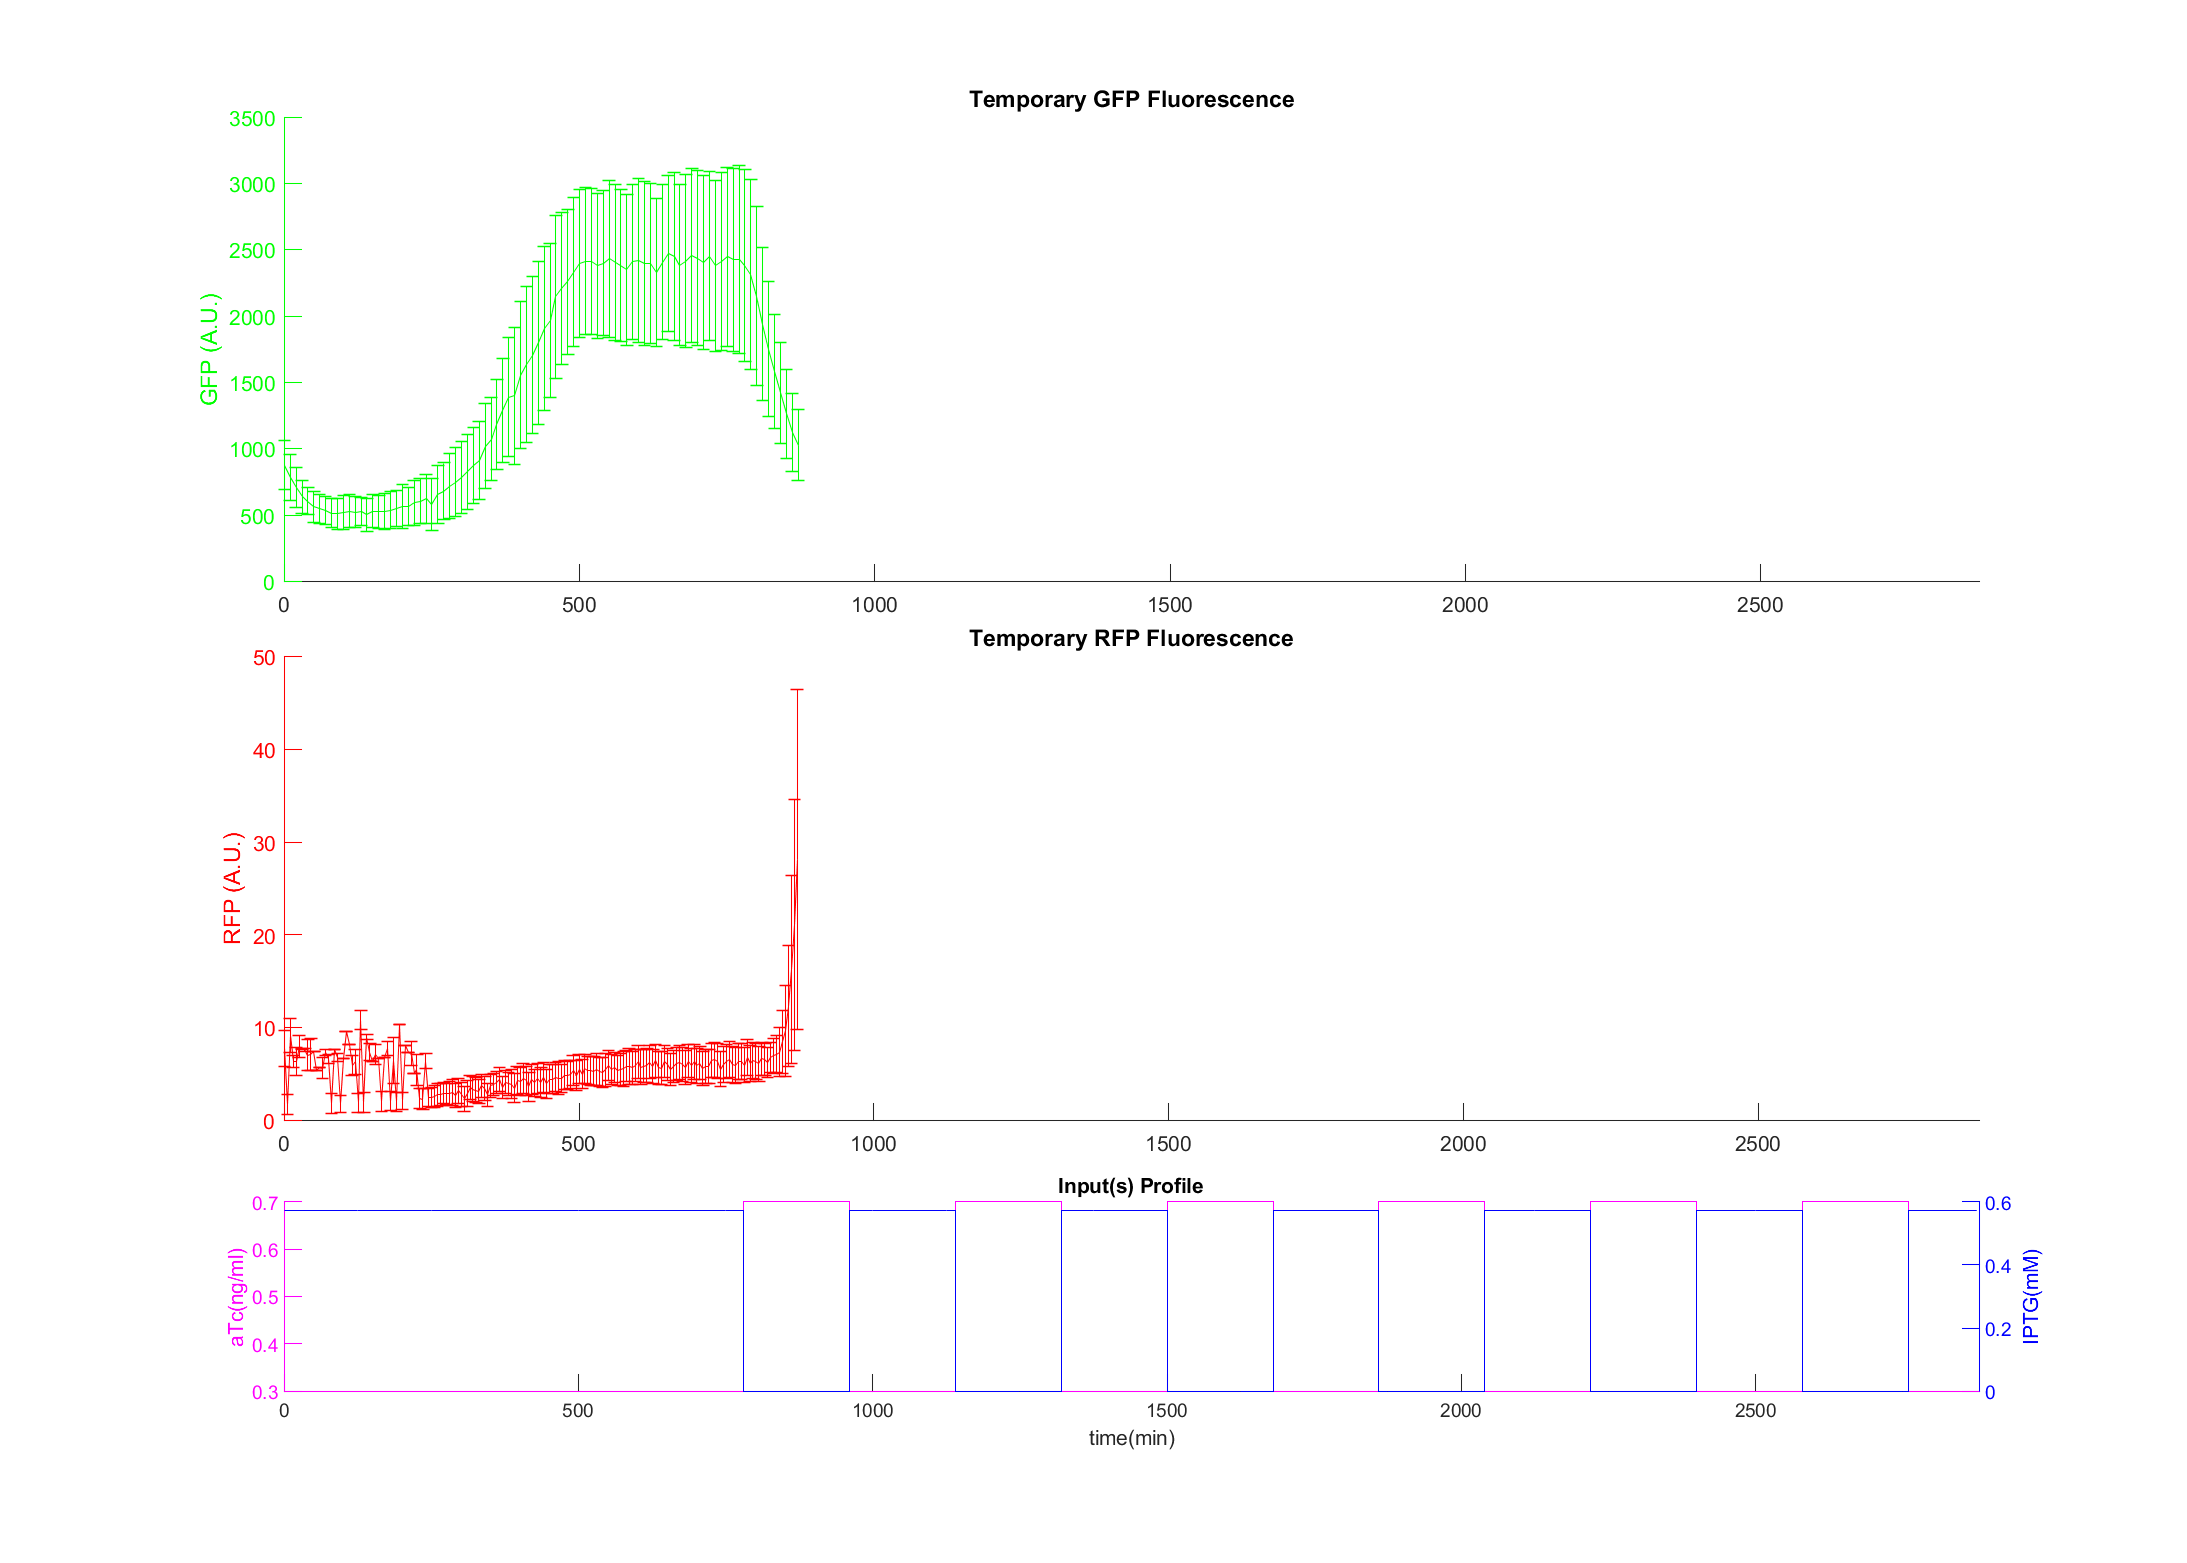 Temporary GFP Fluorescence
3500
3000
2500
2000
1500
1000
500
0
GFP (A.U.)
0 500 1000 1500 2000 2500
Temporary RFP Fluorescence
50
40
30
20
10
0
RFP (A.U.)
0 500 1000 1500 2000 2500
Input(s) Profile
0.7
0.6
0.5
0.4
0.3
aTc(ng/ml)
0.6
0.4
0.2
0
IPTG(mM)
0 500 1000 1500 2000 2500
time(min)